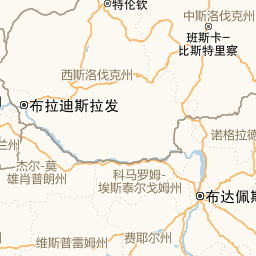 特伦钦
中斯洛伐克州
班斯卡-
比斯特里察
西斯洛伐克州
布拉迪斯拉发
诺格拉德
兰州
杰尔-莫
雄肖普朗州
科马罗姆-
埃斯泰尔戈姆州
布达佩斯
维斯普雷姆州
费耶尔州